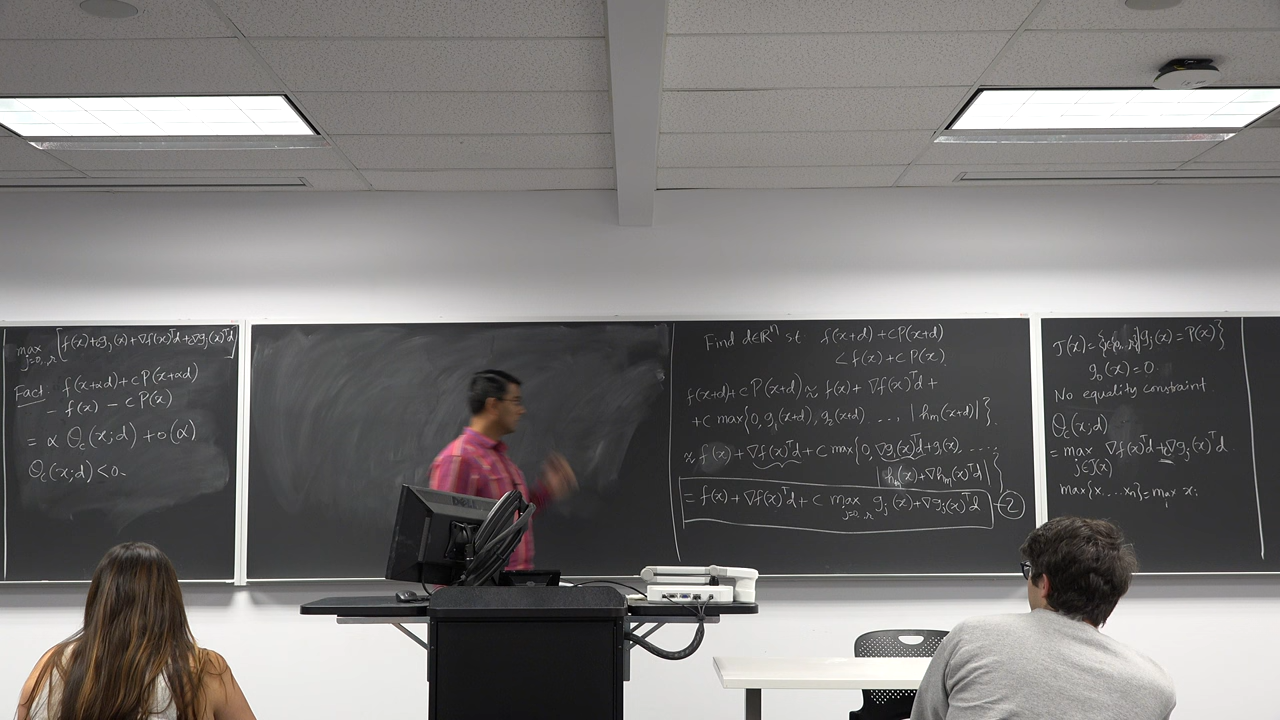 max [f(x)+g_j(x)+∇f(x)^T d+∇g_j(x)^T d]
j=0,..r
Fact: f(x+αd)+cP(x+αd)
- f(x) - cP(x)
= α Θ_c(x;d) + o(α)
Θ_c(x;d)<0.
Find d∈ℝ^n st: f(x+d)+cP(x+d)
< f(x)+cP(x).
f(x+d)+cP(x+d) ≈ f(x)+ ∇f(x)^T d +
+c max{0, g_1(x+d), g_2(x+d) .... |h_m(x+d)|}.
≈ f(x)+∇f(x)^T d + c max{0, ∇g_1(x)^T d+g_1(x), ....,
|h_m(x)+∇h_m(x)^T d|}
= f(x)+∇f(x)^T d + c max g_j(x)+∇g_j(x)^T d —②
j=0,..r
J(x)={j∈{0,..r}|g_j(x)=P(x)}
g_0(x)=0.
No equality constraint
Θ_c(x;d)
= max ∇f(x)^T d+c∇g_j(x)^T d.
j∈J(x)
max{x_1...x_n}=max x_i
i
DELL